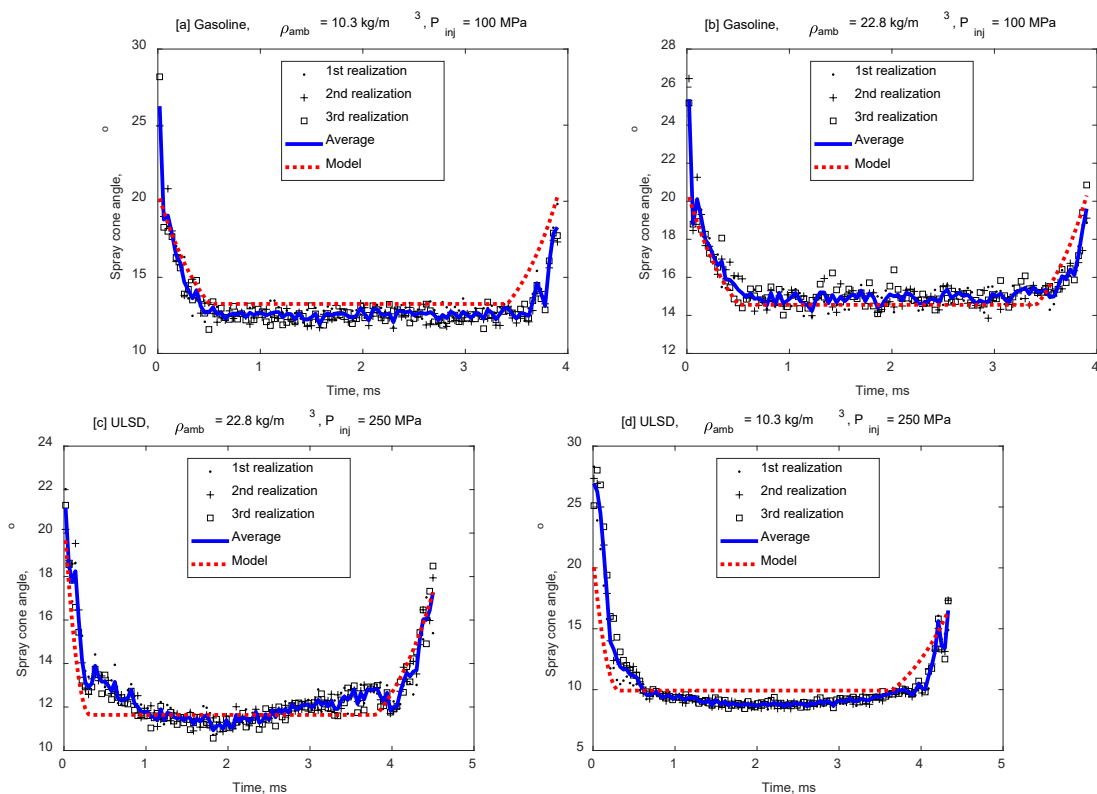 [a] Gasoline, ρamb = 10.3 kg/m 3, P inj = 100 MPa
30
25
20
15
10
Spray cone angle, °
1st realization
2nd realization
3rd realization
Average
Model
0 1 2 3 4
Time, ms
[b] Gasoline, ρamb = 22.8 kg/m 3, P inj = 100 MPa
28
26
24
22
20
18
16
14
12
Spray cone angle, °
1st realization
2nd realization
3rd realization
Average
Model
0 1 2 3 4
Time, ms
[c] ULSD, ρamb = 22.8 kg/m 3, P inj = 250 MPa
24
22
20
18
16
14
12
10
Spray cone angle, °
1st realization
2nd realization
3rd realization
Average
Model
0 1 2 3 4 5
Time, ms
[d] ULSD, ρamb = 10.3 kg/m 3, P inj = 250 MPa
30
25
20
15
10
5
Spray cone angle, °
1st realization
2nd realization
3rd realization
Average
Model
0 1 2 3 4 5
Time, ms